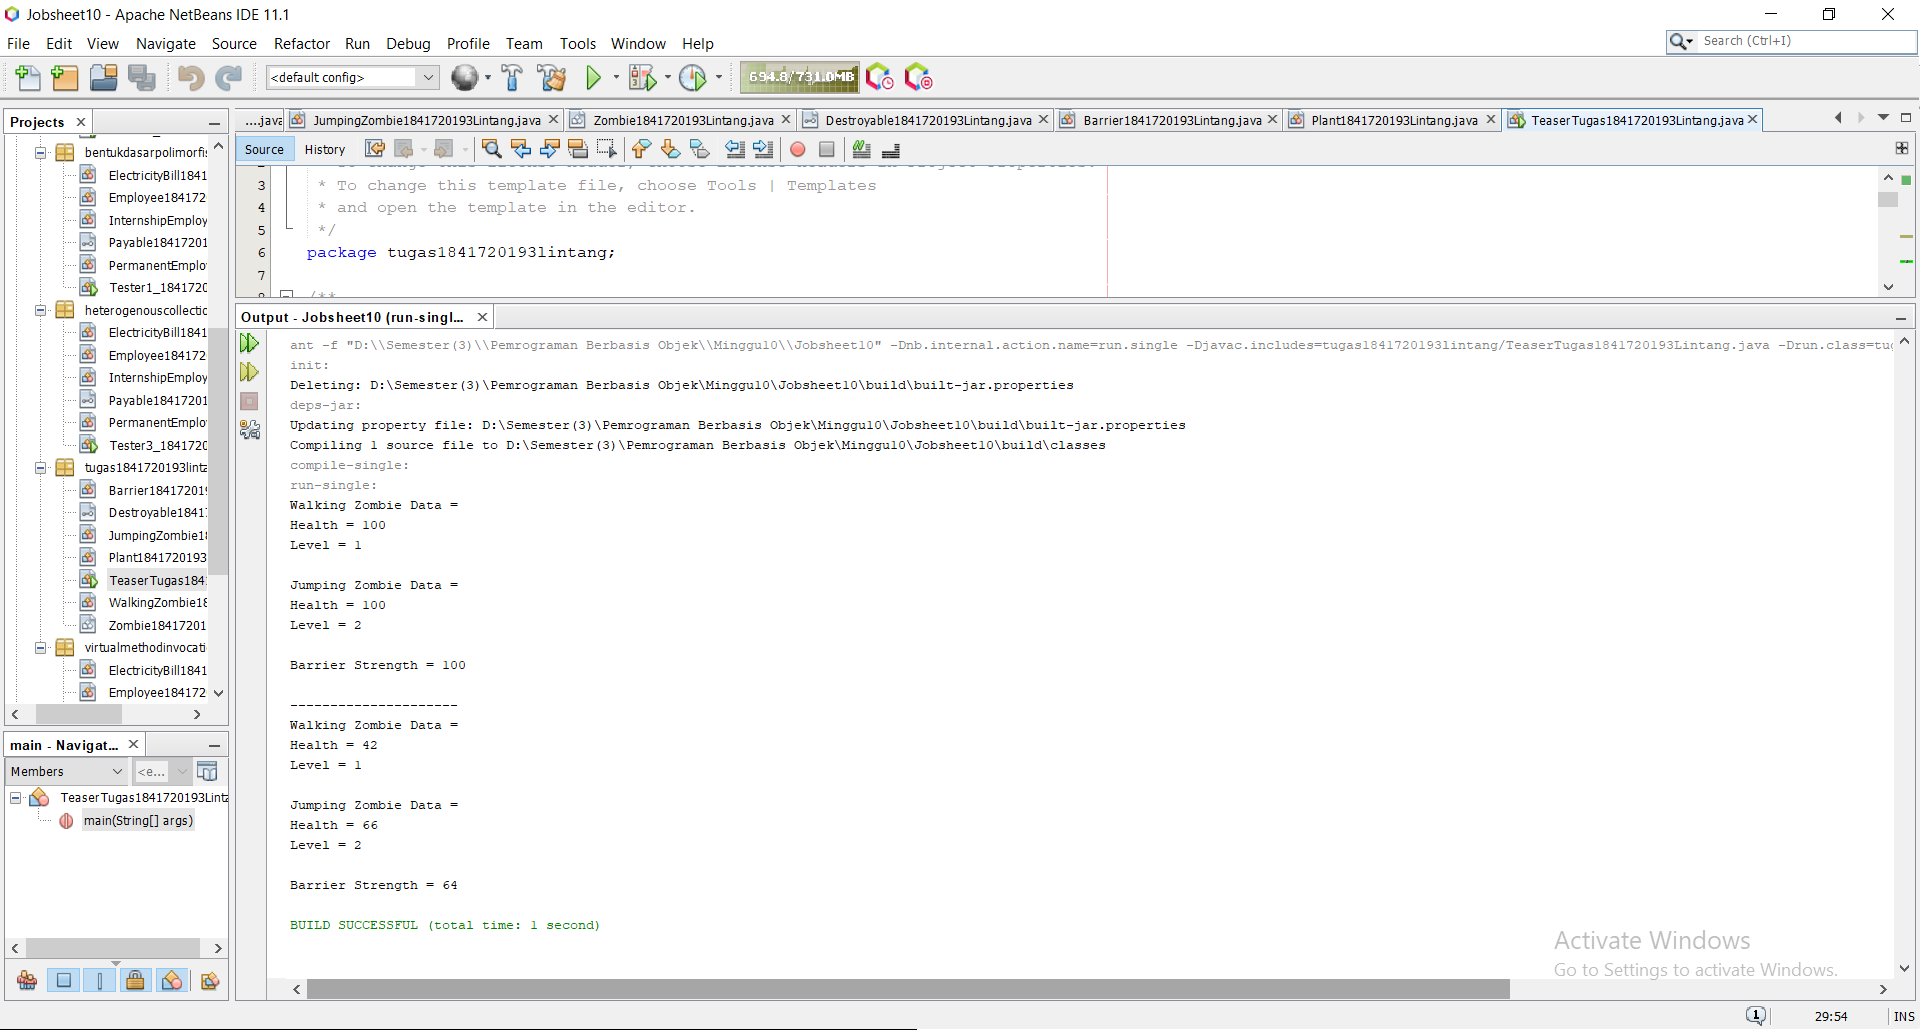 Jobsheet10 - Apache NetBeans IDE 11.1
File Edit View Navigate Source Refactor Run Debug Profile Team Tools Window Help
Search (Ctrl+I)
<default config>
694.8/731.0MB
Projects
bentukdasarpolimorfi
ElectricityBill1841
Employee184172
InternshipEmploy
Payable18417201
PermanentEmplo
Tester1_1841720
heterogenouscollectic
ElectricityBill1841
Employee184172
InternshipEmploy
Payable18417201
PermanentEmplo
Tester3_1841720
tugas1841720193linta
Barrier184172019
Destroyable1841
JumpingZombie1
Plant1841720193
TeaserTugas184
WalkingZombie18
Zombie18417201
virtualmethodinvocati
ElectricityBill1841
Employee184172
main - Navigat...
Members
<e...
TeaserTugas1841720193Lint
main(String[] args)
....java JumpingZombie1841720193Lintang.java Zombie1841720193Lintang.java Destroyable1841720193Lintang.java Barrier1841720193Lintang.java Plant1841720193Lintang.java TeaserTugas1841720193Lintang.java
Source History
3 * To change this template file, choose Tools | Templates
4 * and open the template in the editor.
5 */
6 package tugas1841720193lintang;
7
8 /**
Output - Jobsheet10 (run-singl...
ant -f "D:\\Semester(3)\\Pemrograman Berbasis Objek\\Minggu10\\Jobsheet10" -Dnb.internal.action.name=run.single -Djavac.includes=tugas1841720193lintang/TeaserTugas1841720193Lintang.java -Drun.class=tug
init:
Deleting: D:\Semester(3)\Pemrograman Berbasis Objek\Minggu10\Jobsheet10\build\built-jar.properties
deps-jar:
Updating property file: D:\Semester(3)\Pemrograman Berbasis Objek\Minggu10\Jobsheet10\build\built-jar.properties
Compiling 1 source file to D:\Semester(3)\Pemrograman Berbasis Objek\Minggu10\Jobsheet10\build\classes
compile-single:
run-single:
Walking Zombie Data =
Health = 100
Level = 1
Jumping Zombie Data =
Health = 100
Level = 2
Barrier Strength = 100
---------------------
Walking Zombie Data =
Health = 42
Level = 1
Jumping Zombie Data =
Health = 66
Level = 2
Barrier Strength = 64
BUILD SUCCESSFUL (total time: 1 second)
Activate Windows
Go to Settings to activate Windows.
1
29:54
INS